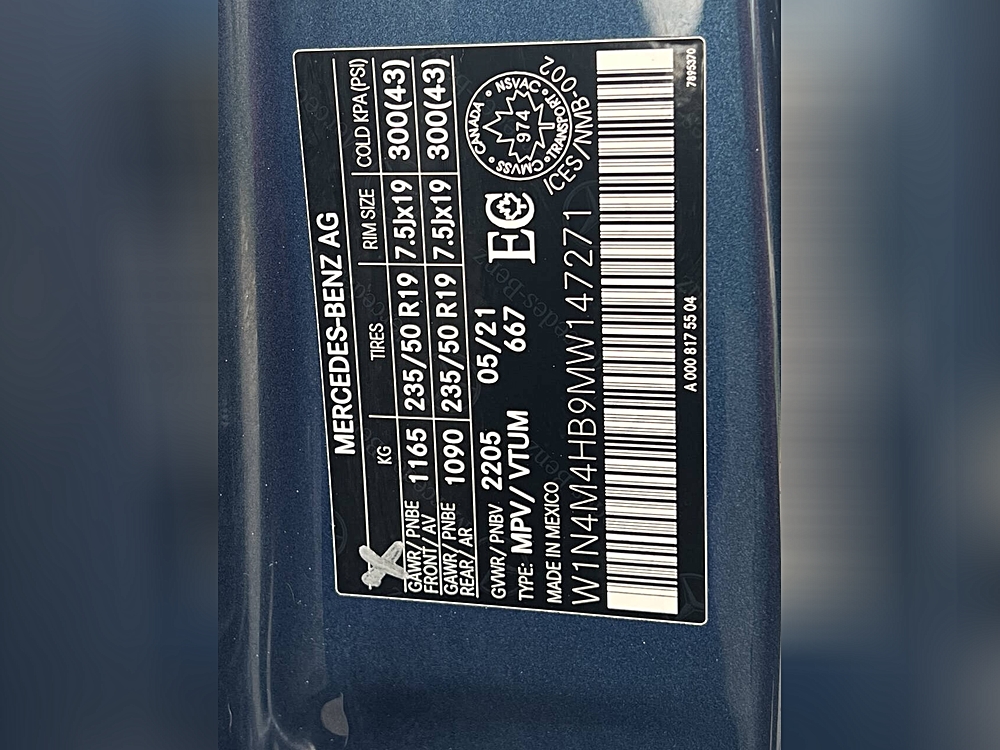 MERCEDES-BENZ AG
KG TIRES RIM SIZE COLD KPA(PSI)
GAWR/PNBE FRONT/AV 1165 235/50 R19 7.5Jx19 300(43)
GAWR/PNBE REAR/AR 1090 235/50 R19 7.5Jx19 300(43)
GVWR/PNBV 2205 05/21
TYPE: MPV/VTUM 667
EC
MADE IN MEXICO
CANADA • NSVAC • TRANSPORT • CMVSS •
974
ICES/NMB-002
W1N4M4HB9MW147271
A 000 817 55 04
7895370